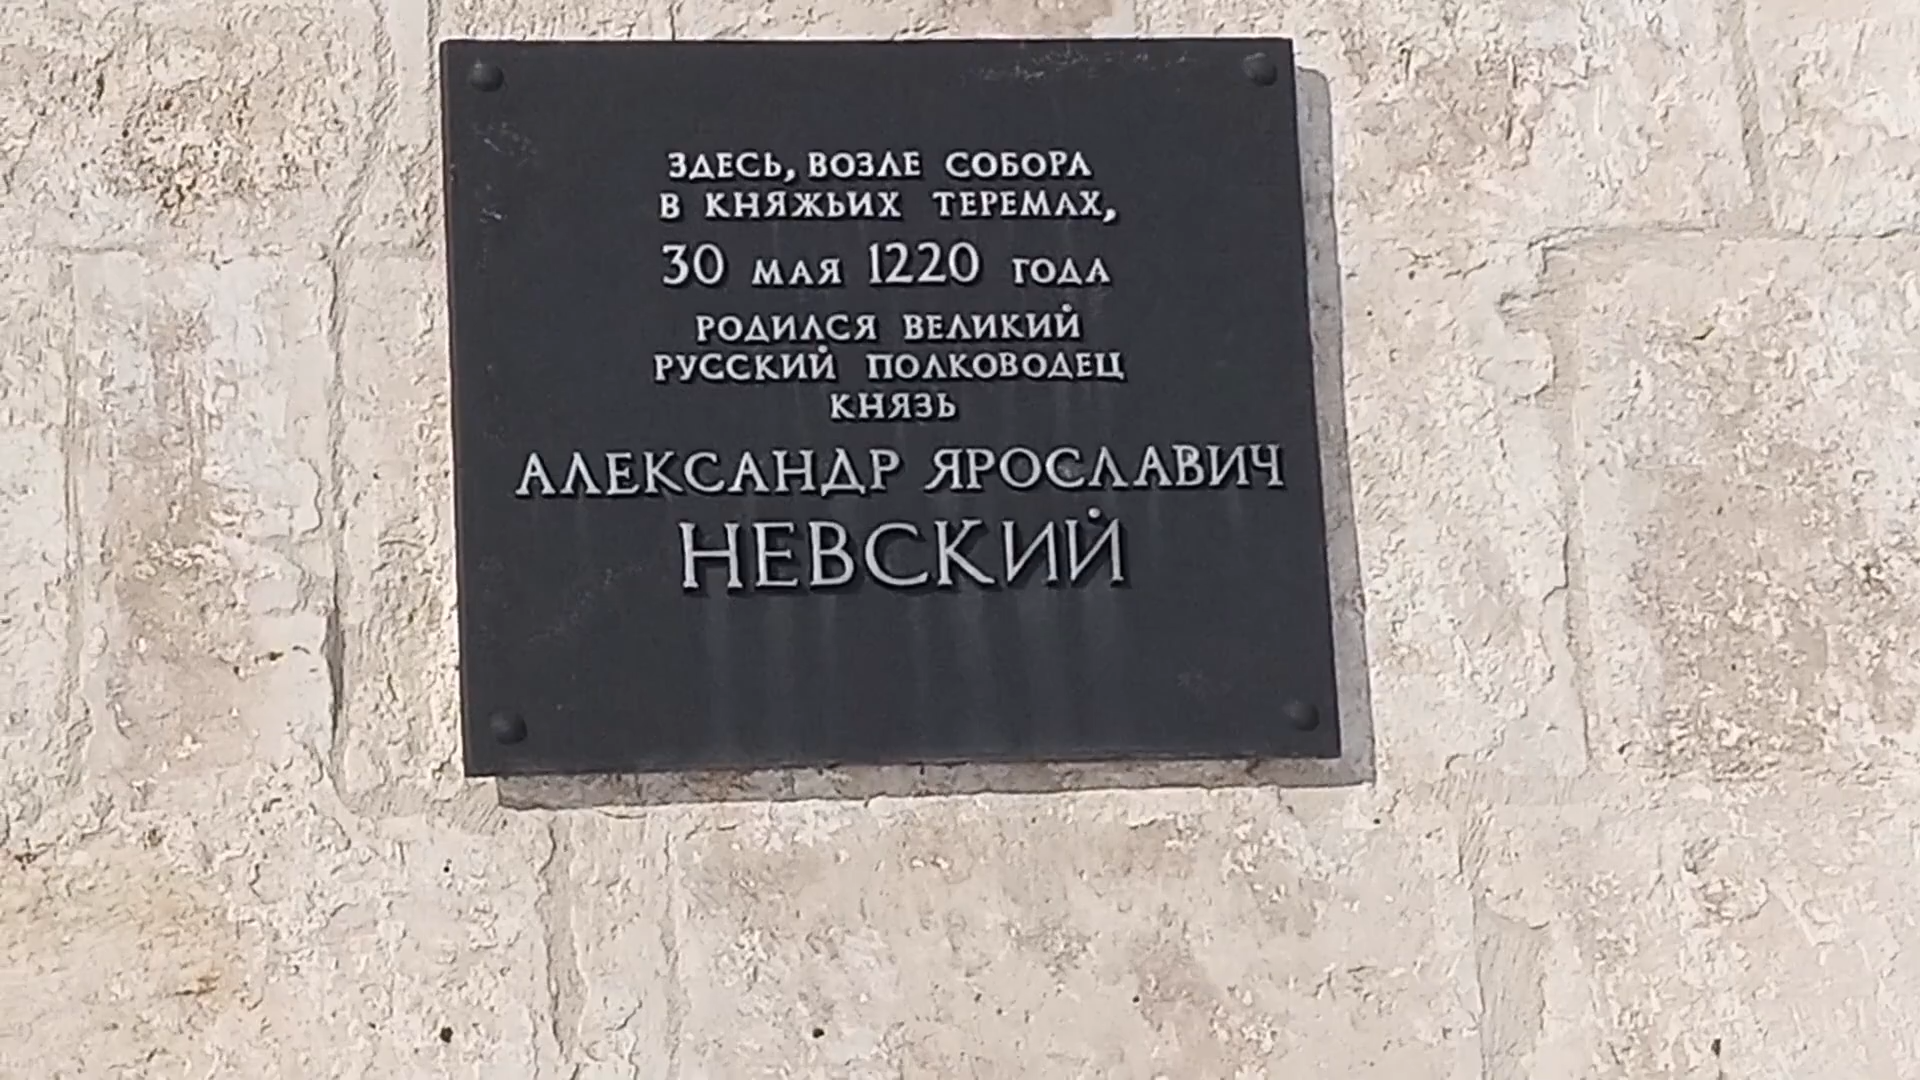 ЗДЕСЬ, ВОЗЛЕ СОБОРА
В КНЯЖЬИХ ТЕРЕМАХ,
30 МАЯ 1220 ГОДА
РОДИЛСЯ ВЕЛИКИЙ
РУССКИЙ ПОЛКОВОДЕЦ
КНЯЗЬ
АЛЕКСАНДР ЯРОСЛАВИЧ
НЕВСКИЙ